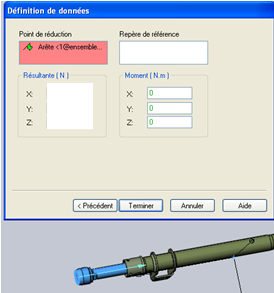 Définition de données
Point de réduction Repère de référence
Arête <1@ensemble...
Résultante ( N ) Moment ( N.m )
X: X: 0
Y: Y: 0
Z: Z: 0
< Précédent Terminer Annuler Aide